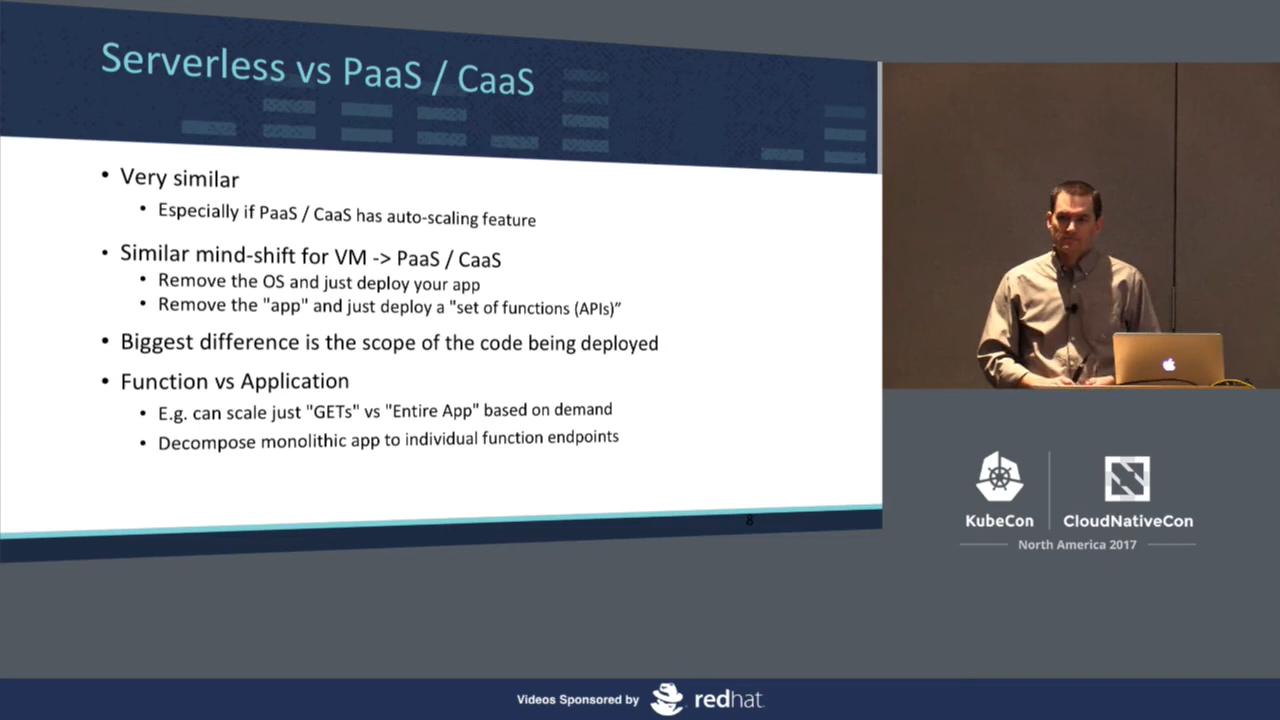 Serverless vs PaaS / CaaS
• Very similar
• Especially if PaaS / CaaS has auto-scaling feature
• Similar mind-shift for VM -> PaaS / CaaS
• Remove the OS and just deploy your app
• Remove the "app" and just deploy a "set of functions (APIs)”
• Biggest difference is the scope of the code being deployed
• Function vs Application
• E.g. can scale just "GETs" vs "Entire App" based on demand
• Decompose monolithic app to individual function endpoints
8
KubeCon
CloudNativeCon
North America 2017
Videos Sponsored by
redhat